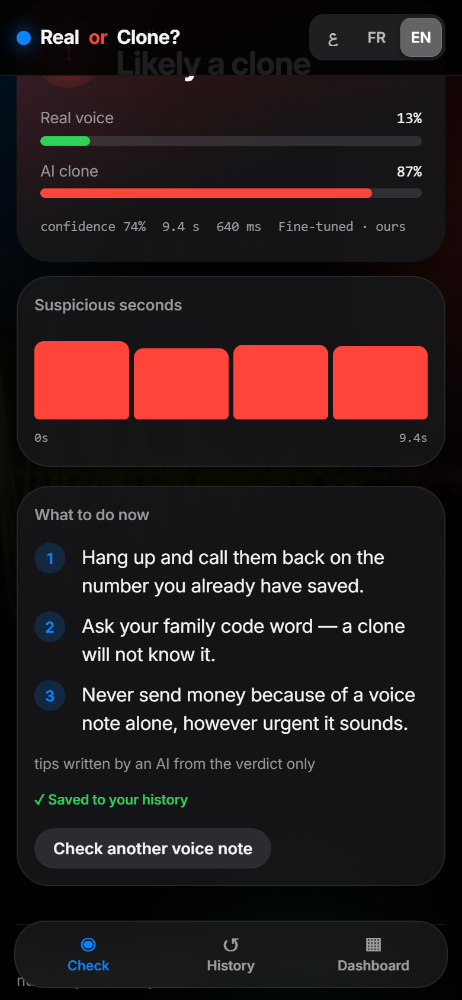 Real or Clone?
ع FR EN
Likely a clone
Real voice 13%
AI clone 87%
confidence 74% 9.4 s 640 ms Fine-tuned · ours
Suspicious seconds
0s 9.4s
What to do now
1 Hang up and call them back on the
number you already have saved.
2 Ask your family code word — a clone
will not know it.
3 Never send money because of a voice
note alone, however urgent it sounds.
tips written by an AI from the verdict only
✓ Saved to your history
Check another voice note
Check History Dashboard